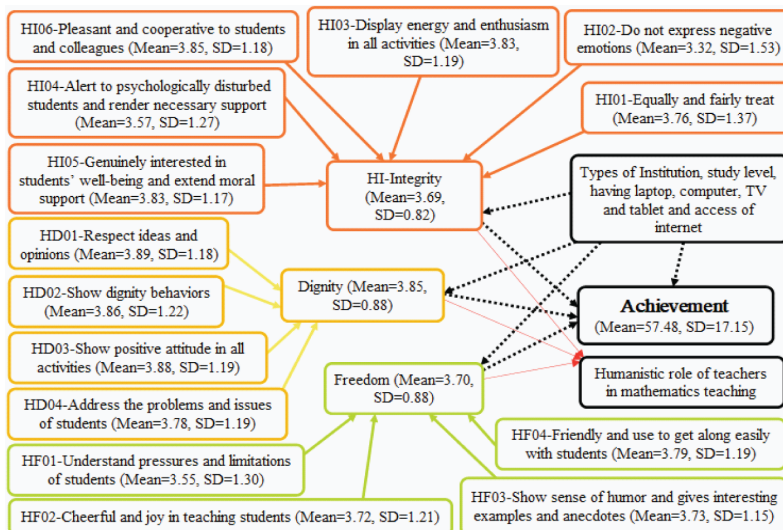 HI06-Pleasant and cooperative to students
and colleagues (Mean=3.85, SD=1.18)
HI03-Display energy and enthusiasm
in all activities (Mean=3.83,
SD=1.19)
HI02-Do not express negative
emotions (Mean=3.32, SD=1.53)
HI04-Alert to psychologically disturbed
students and render necessary support
(Mean=3.57, SD=1.27)
HI01-Equally and fairly treat
(Mean=3.76, SD=1.37)
HI05-Genuinely interested in
students' well-being and extend moral
support (Mean=3.83, SD=1.17)
HI-Integrity
(Mean=3.69,
SD=0.82)
Types of Institution, study level,
having laptop, computer, TV
and tablet and access of
internet
HD01-Respect ideas and
opinions (Mean=3.89, SD=1.18)
HD02-Show dignity behaviors
(Mean=3.86, SD=1.22)
Dignity (Mean=3.85,
SD=0.88)
Achievement
(Mean=57.48, SD=17.15)
HD03-Show positive attitude in all
activities (Mean=3.88, SD=1.19)
Freedom (Mean=3.70,
SD=0.88)
Humanistic role of teachers
in mathematics teaching
HD04-Address the problems and issues
of students (Mean=3.78, SD=1.19)
HF01-Understand pressures and limitations
of students (Mean=3.55, SD=1.30)
HF04-Friendly and use to get along easily
with students (Mean=3.79, SD=1.19)
HF02-Cheerful and joy in teaching students (Mean=3.72, SD=1.21)
HF03-Show sense of humor and gives interesting
examples and anecdotes (Mean=3.73, SD=1.15)